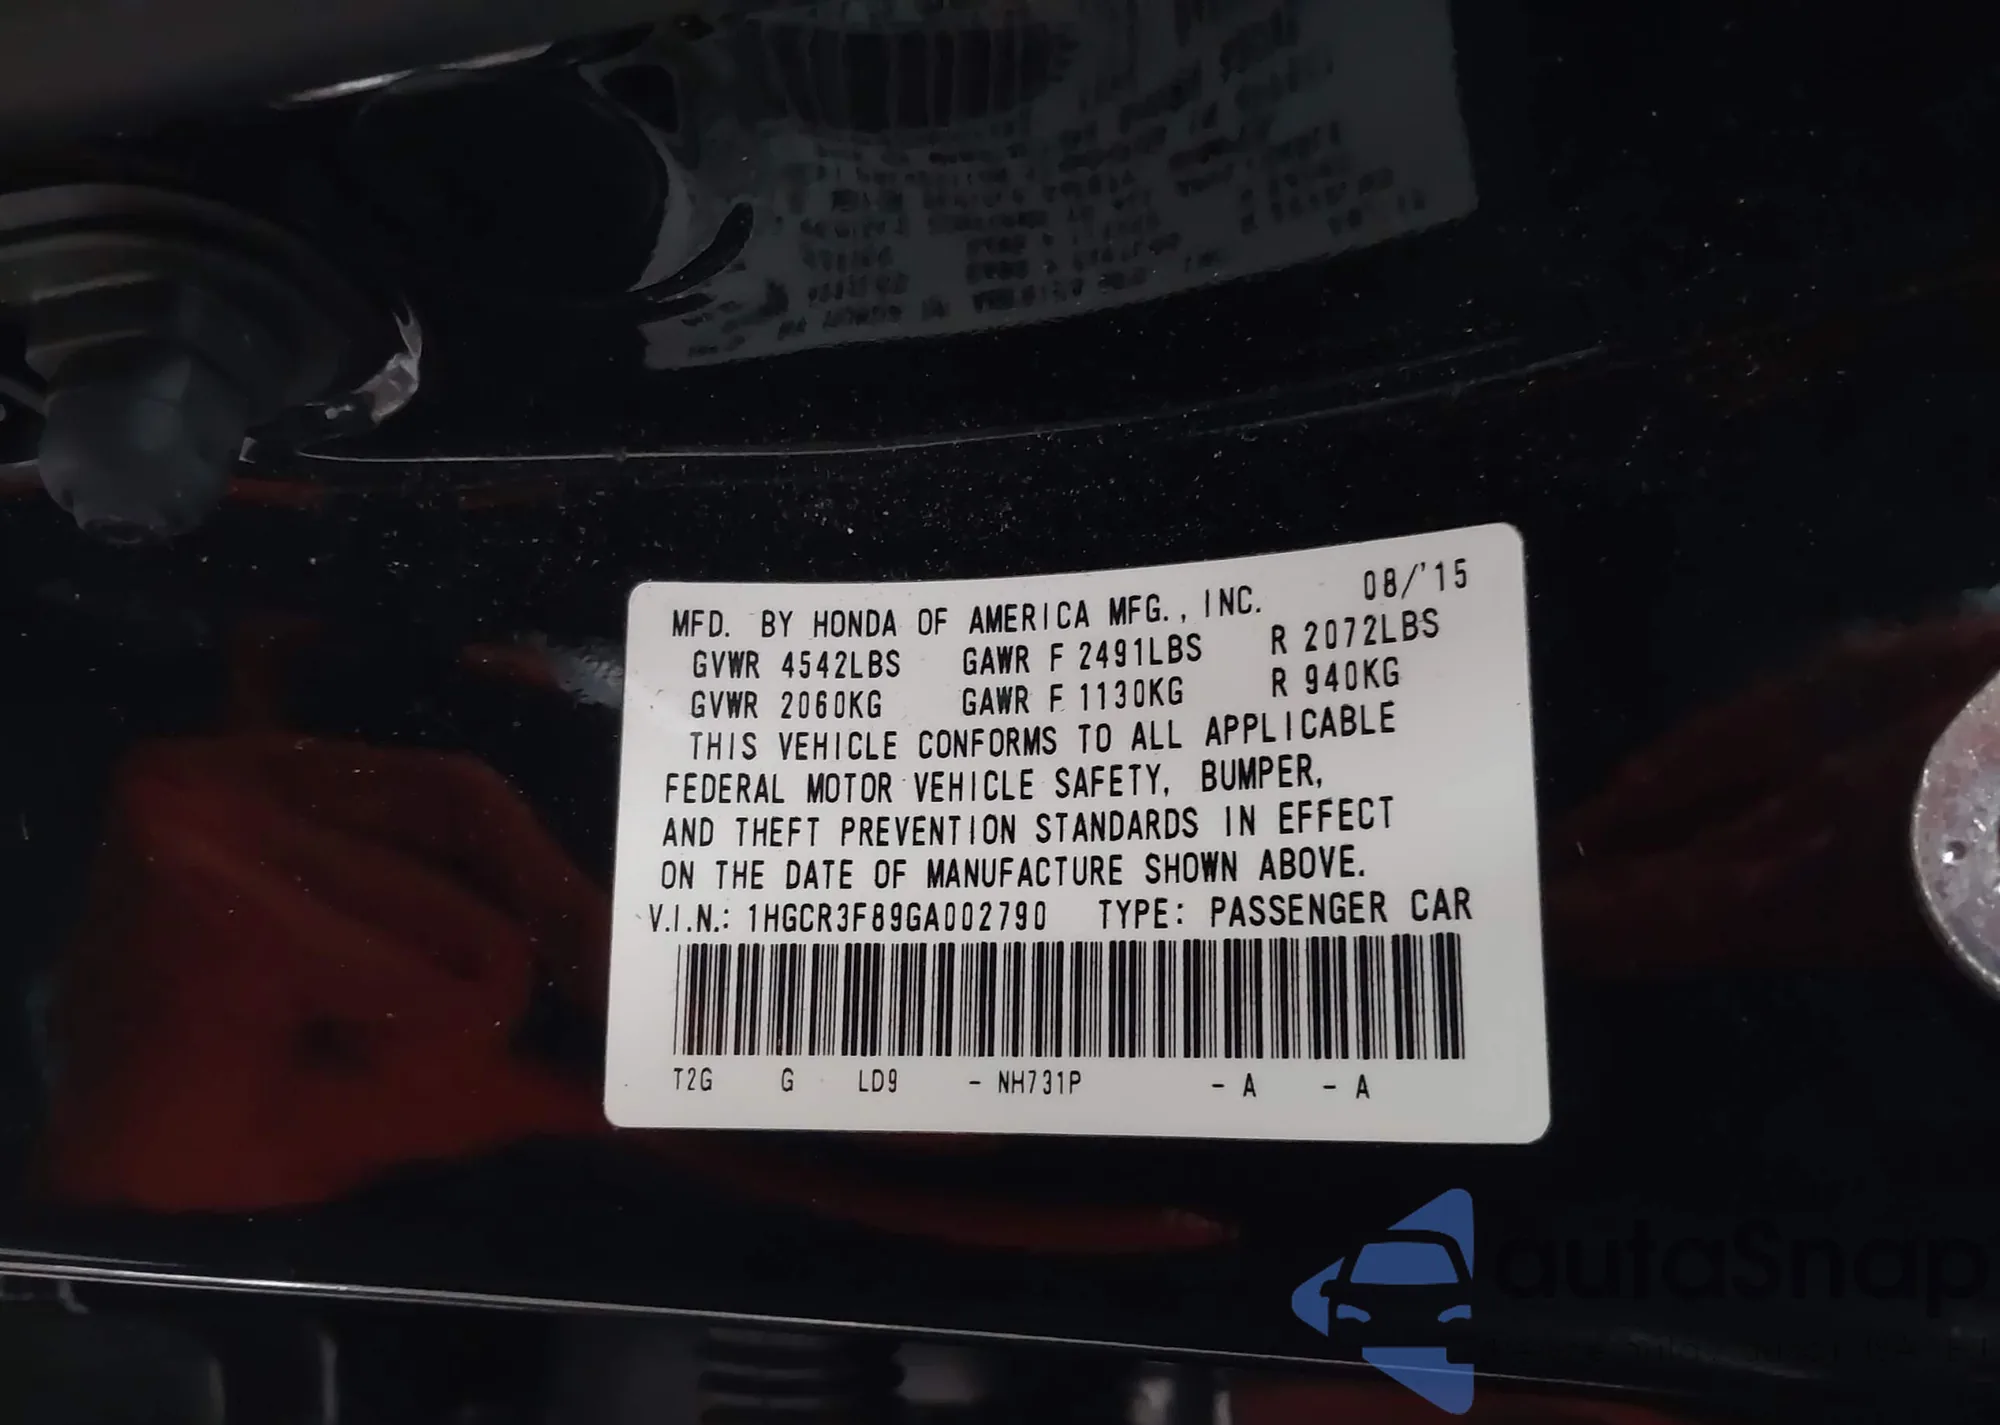 MFD. BY HONDA OF AMERICA MFG., INC. 08/'15
GVWR 4542LBS GAWR F 2491LBS R 2072LBS
GVWR 2060KG GAWR F 1130KG R 940KG
THIS VEHICLE CONFORMS TO ALL APPLICABLE
FEDERAL MOTOR VEHICLE SAFETY, BUMPER,
AND THEFT PREVENTION STANDARDS IN EFFECT
ON THE DATE OF MANUFACTURE SHOWN ABOVE.
V.I.N.: 1HGCR3F89GA002790 TYPE: PASSENGER CAR
T2G G LD9 - NH731P - A - A
autaSnap